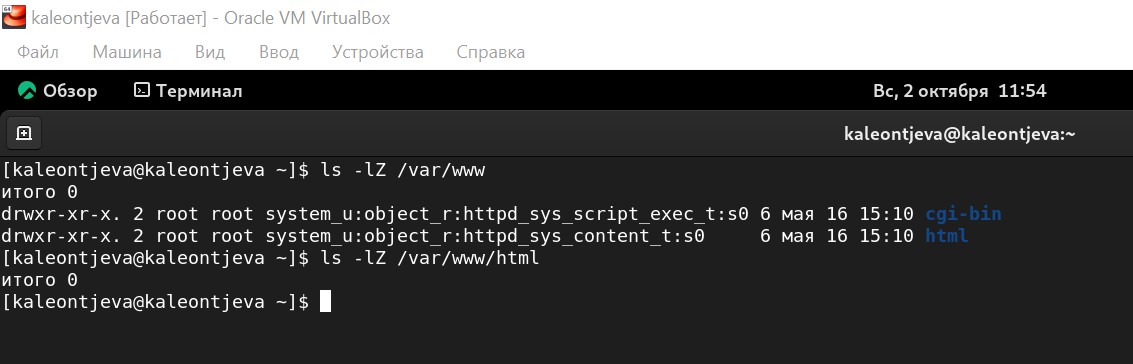 64
kaleontjeva [Работает] - Oracle VM VirtualBox
Файл Машина Вид Ввод Устройства Справка
Обзор Терминал Вс, 2 октября 11:54
kaleontjeva@kaleontjeva:~
[kaleontjeva@kaleontjeva ~]$ ls -lZ /var/www
итого 0
drwxr-xr-x. 2 root root system_u:object_r:httpd_sys_script_exec_t:s0 6 мая 16 15:10 cgi-bin
drwxr-xr-x. 2 root root system_u:object_r:httpd_sys_content_t:s0     6 мая 16 15:10 html
[kaleontjeva@kaleontjeva ~]$ ls -lZ /var/www/html
итого 0
[kaleontjeva@kaleontjeva ~]$